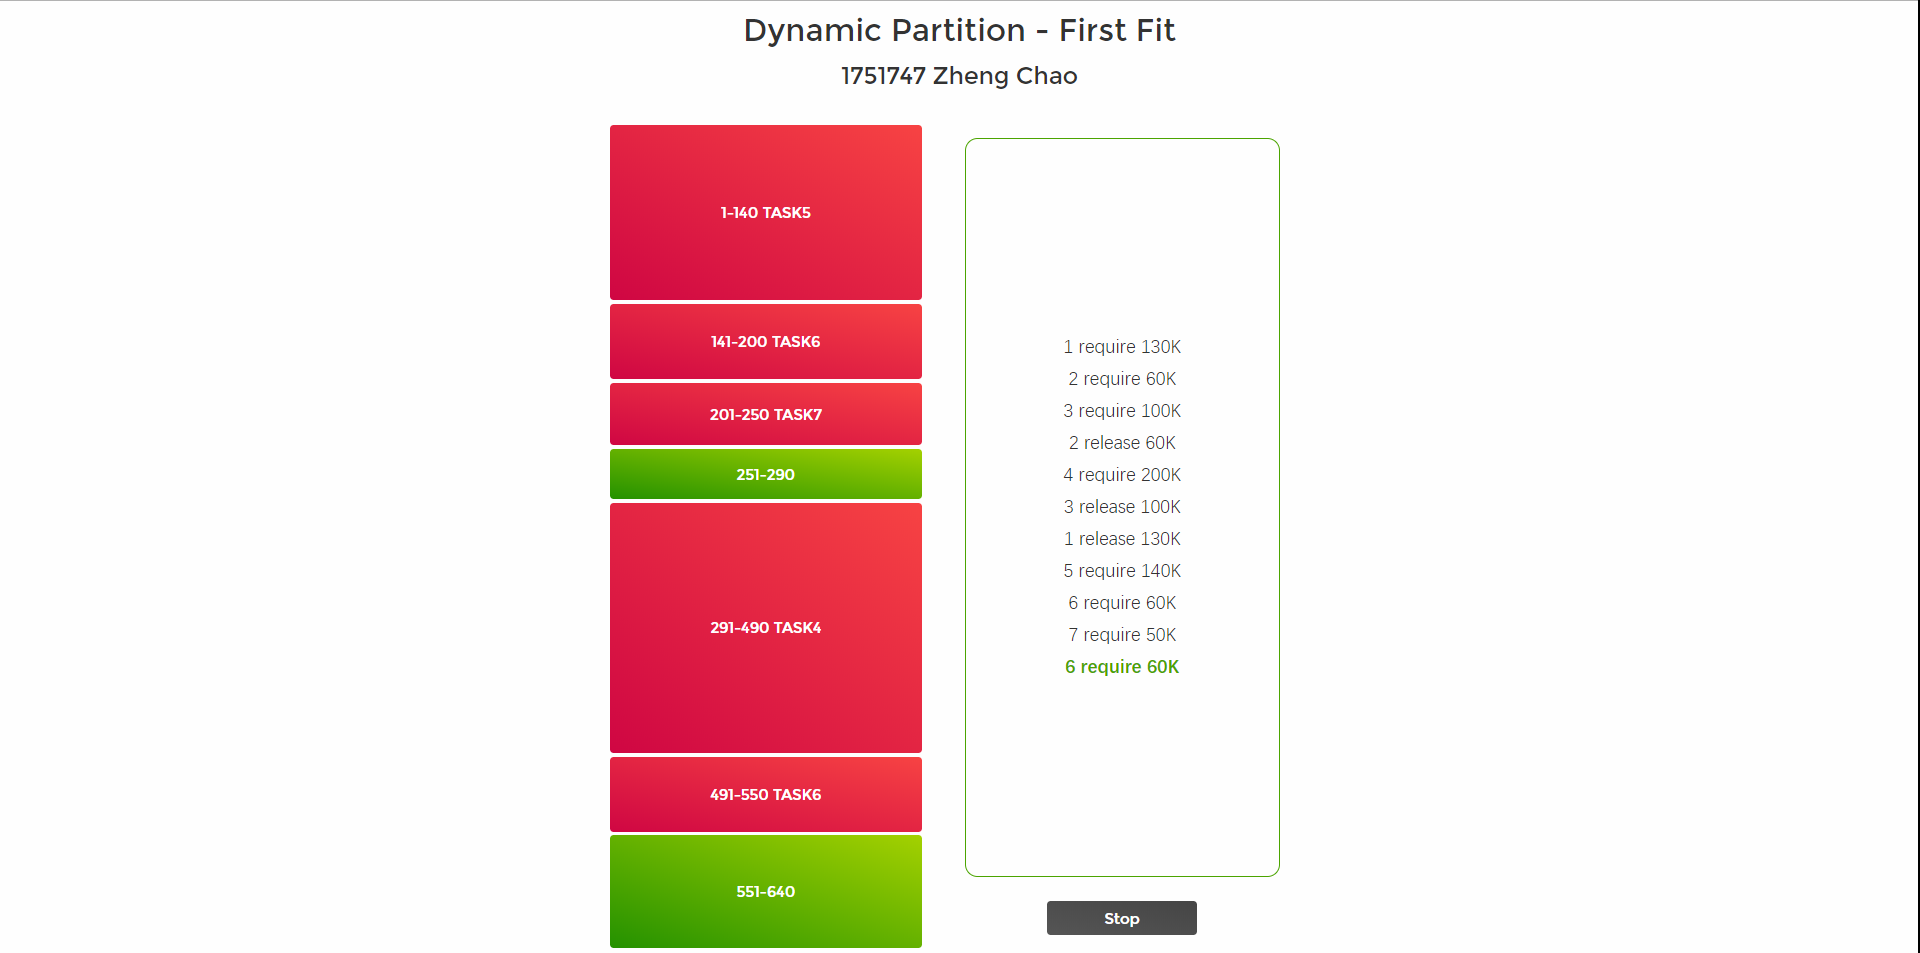 Dynamic Partition - First Fit
1751747 Zheng Chao
1-140 TASK5
141-200 TASK6
201-250 TASK7
251-290
291-490 TASK4
491-550 TASK6
551-640
1 require 130K
2 require 60K
3 require 100K
2 release 60K
4 require 200K
3 release 100K
1 release 130K
5 require 140K
6 require 60K
7 require 50K
6 require 60K
Stop